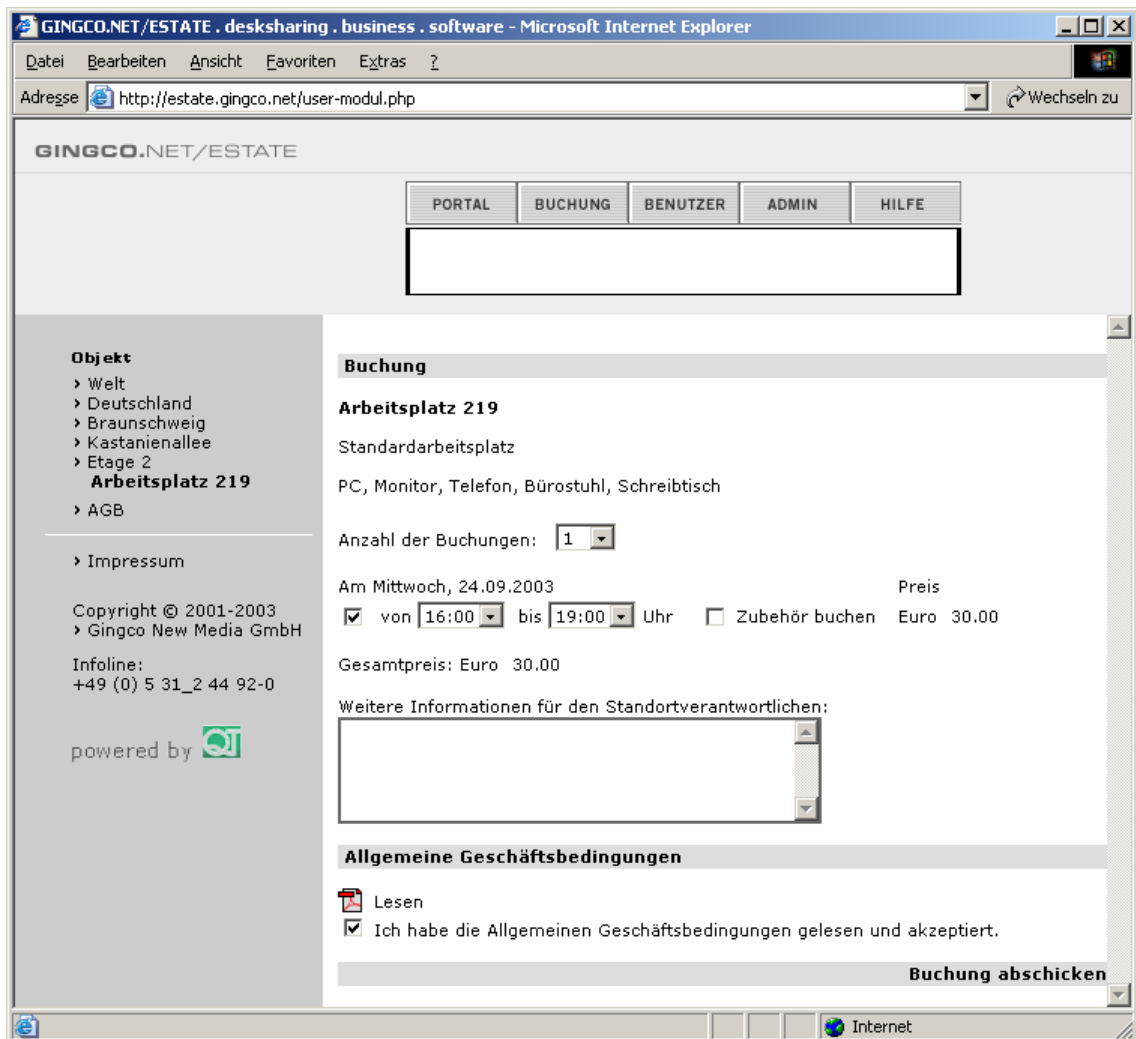 GINGCO.NET/ESTATE . desksharing . business . software - Microsoft Internet Explorer
Datei Bearbeiten Ansicht Favoriten Extras ?
Adresse http://estate.gingco.net/user-modul.php Wechseln zu
GINGCO.NET/ESTATE
PORTAL BUCHUNG BENUTZER ADMIN HILFE
Objekt
› Welt
› Deutschland
› Braunschweig
› Kastanienallee
› Etage 2
Arbeitsplatz 219
› AGB
› Impressum
Copyright © 2001-2003
› Gingco New Media GmbH
Infoline:
+49 (0) 5 31_2 44 92-0
powered by QT
Buchung
Arbeitsplatz 219
Standardarbeitsplatz
PC, Monitor, Telefon, Bürostuhl, Schreibtisch
Anzahl der Buchungen: 1
Am Mittwoch, 24.09.2003 Preis
von 16:00 bis 19:00 Uhr Zubehör buchen Euro 30.00
Gesamtpreis: Euro 30.00
Weitere Informationen für den Standortverantwortlichen:
Allgemeine Geschäftsbedingungen
Lesen
Ich habe die Allgemeinen Geschäftsbedingungen gelesen und akzeptiert.
Buchung abschicken
Internet